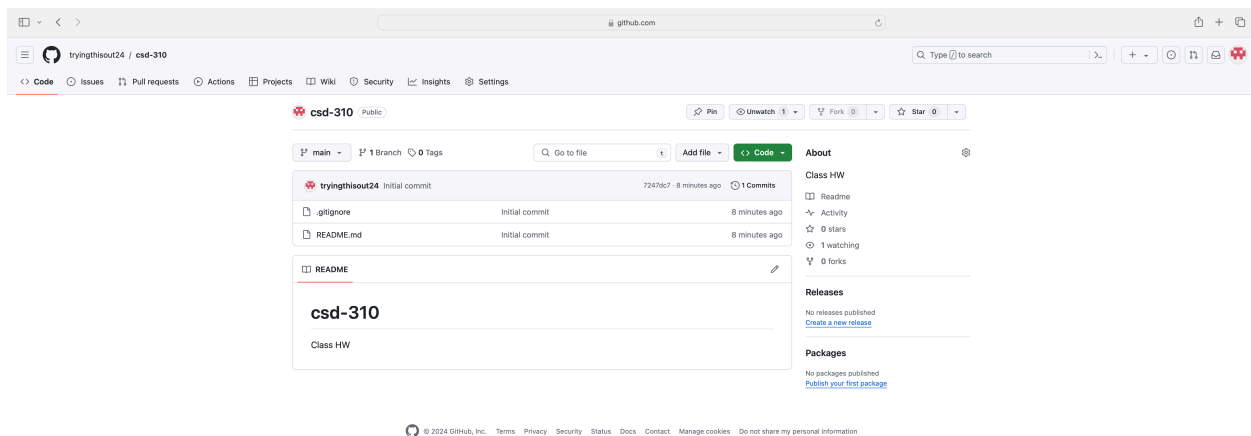 github.com
tryingthisout24 / csd-310
Type / to search
Code Issues Pull requests Actions Projects Wiki Security Insights Settings
csd-310 Public
Pin Unwatch 1 Fork 0 Star 0
main 1 Branch 0 Tags Go to file t Add file <> Code
tryingthisout24 Initial commit 7247dc7 · 8 minutes ago 1 Commits
.gitignore Initial commit 8 minutes ago
README.md Initial commit 8 minutes ago
README
csd-310
Class HW
About
Class HW
Readme
Activity
0 stars
1 watching
0 forks
Releases
No releases published
Create a new release
Packages
No packages published
Publish your first package
© 2024 GitHub, Inc. Terms Privacy Security Status Docs Contact Manage cookies Do not share my personal information